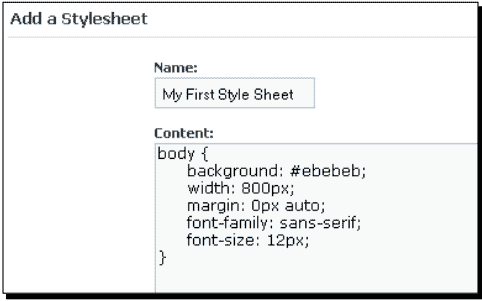 Add a Stylesheet
Name:
My First Style Sheet
Content:
body {
background: #ebebeb;
width: 800px;
margin: 0px auto;
font-family: sans-serif;
font-size: 12px;
}